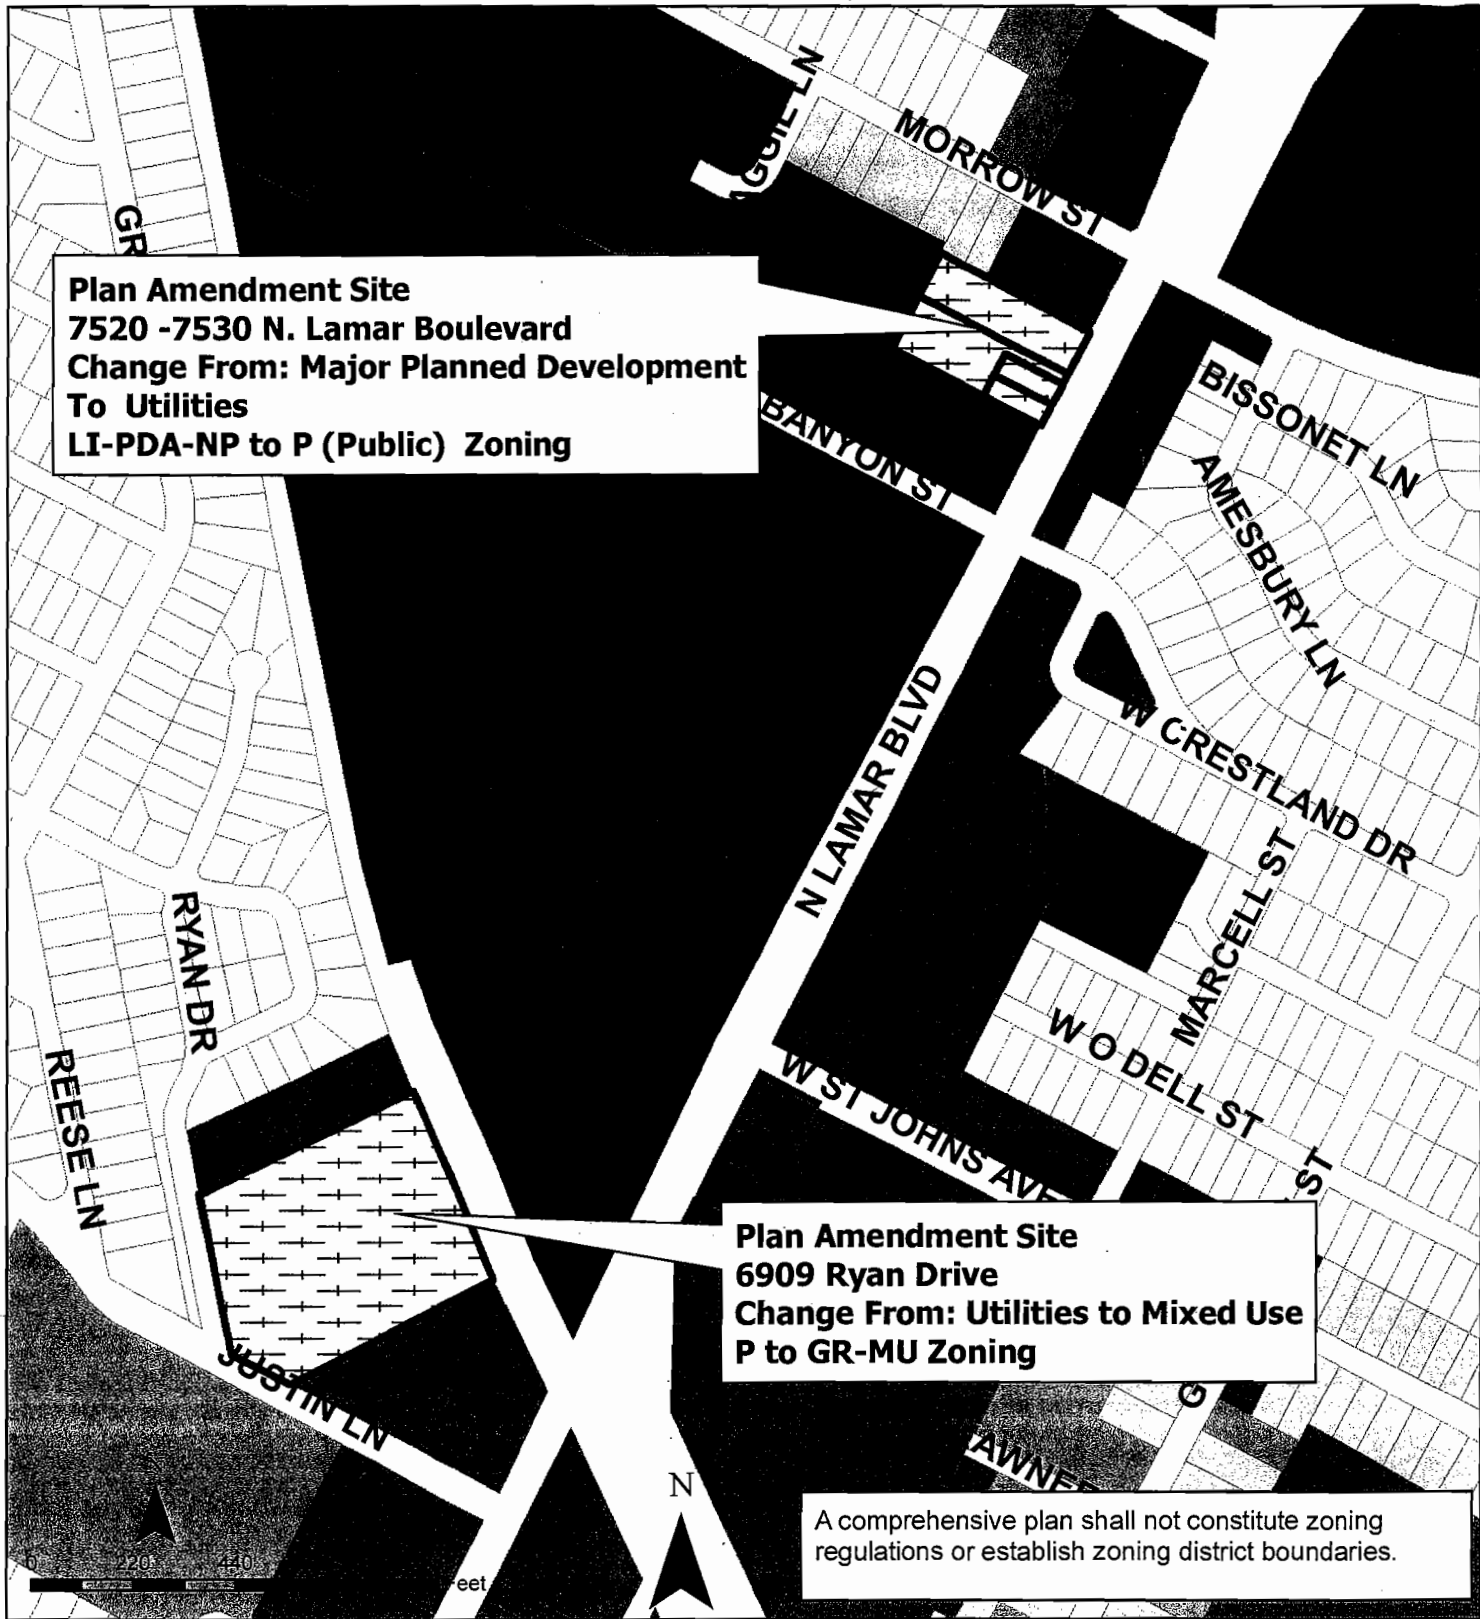 MORROW ST
Plan Amendment Site
7520 -7530 N. Lamar Boulevard
Change From: Major Planned Development
To Utilities
LI-PDA-NP to P (Public) Zoning
BANYON ST
BISSONET LN
AMESBURY LN
W CRESTLAND DR
N LAMAR BLVD
MARCELL ST
RYAN DR
REESE LN
W O DELL ST
W ST JOHNS AVE
ST
Plan Amendment Site
6909 Ryan Drive
Change From: Utilities to Mixed Use
P to GR-MU Zoning
JUSTIN LN
N
0 220 440
Feet
A comprehensive plan shall not constitute zoning
regulations or establish zoning district boundaries.